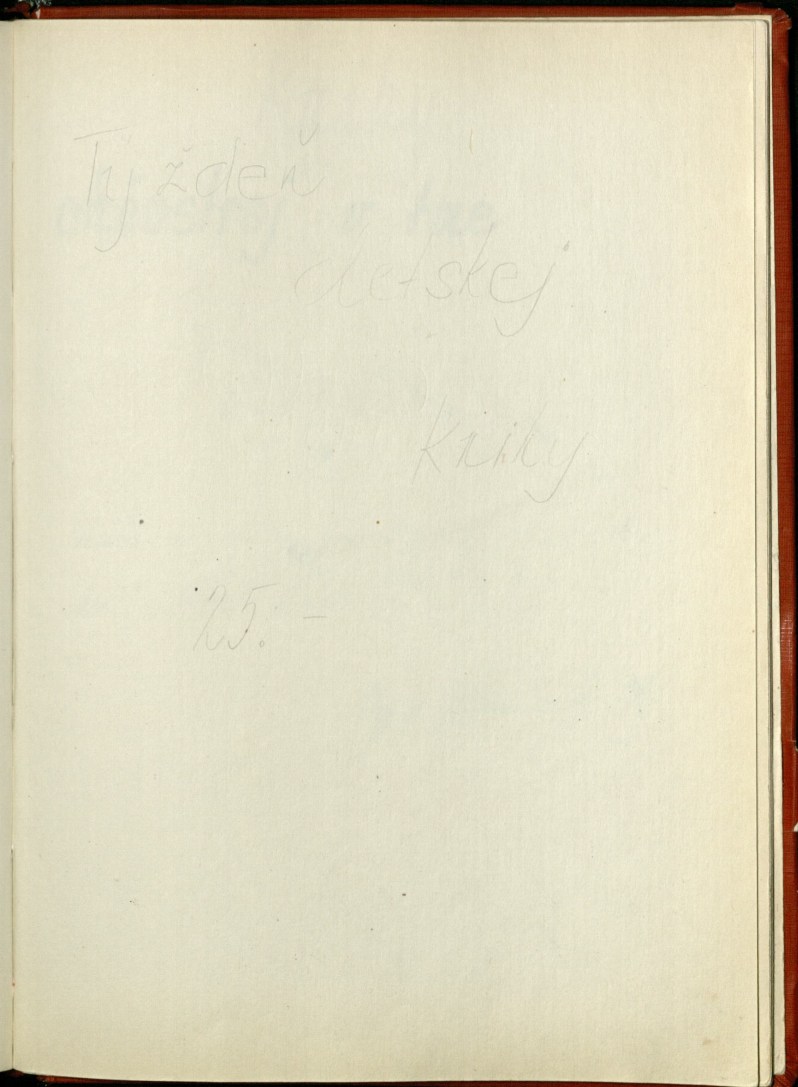 Týždeň
detskej
Knihy
25. –